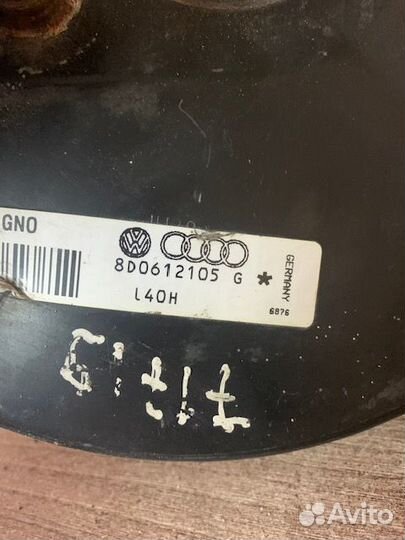 GNO
8D0612105 G *
GERMANY
L40H
6876
Avito